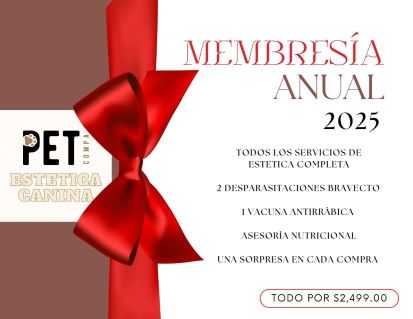 MEMBRESÍA
ANUAL
2025
PET
COMPA
ESTETICA
CANINA
TODOS LOS SERVICIOS DE
ESTETICA COMPLETA
2 DESPARASITACIONES BRAVECTO
1 VACUNA ANTIRRÁBICA
ASESORÍA NUTRICIONAL
UNA SORPRESA EN CADA COMPRA
TODO POR $2,499.00